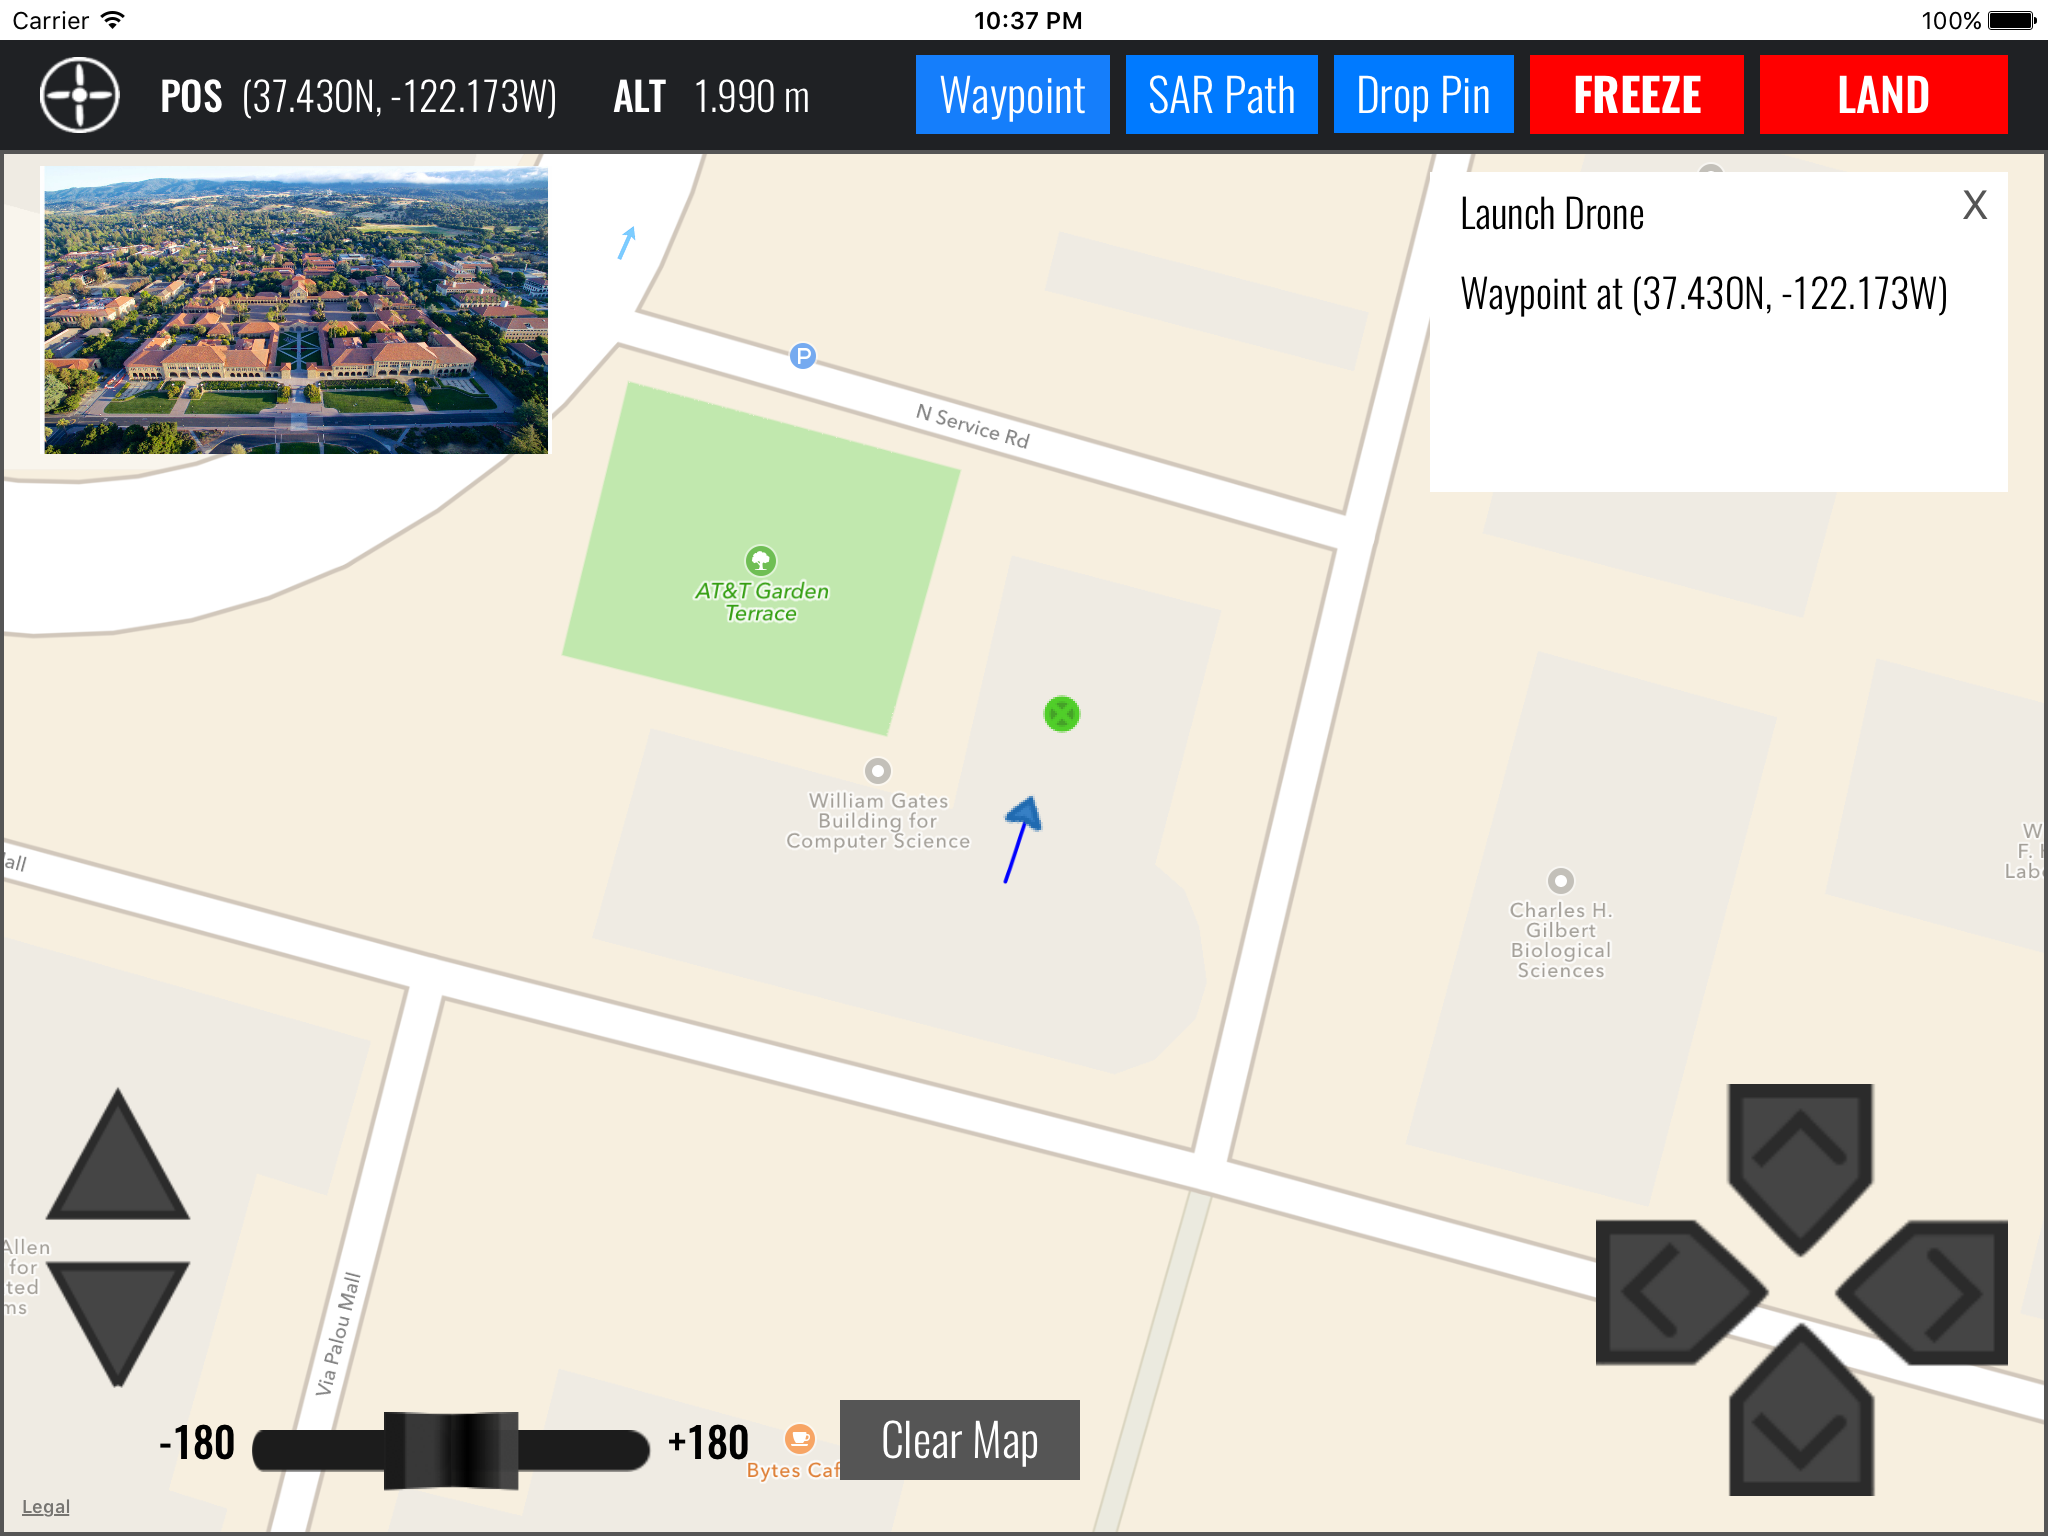 Carrier 10:37 PM 100%
POS (37.430N, -122.173W) ALT 1.990 m Waypoint SAR Path Drop Pin FREEZE LAND
Launch Drone X
Waypoint at (37.430N, -122.173W)
P
N Service Rd
AT&T Garden
Terrace
William Gates
Building for
Computer Science
all
W
F.
Lab
Charles H.
Gilbert
Biological
Sciences
Allen
for
ted
ms
Via Palou Mall
-180 +180
Bytes Caf
Clear Map
Legal